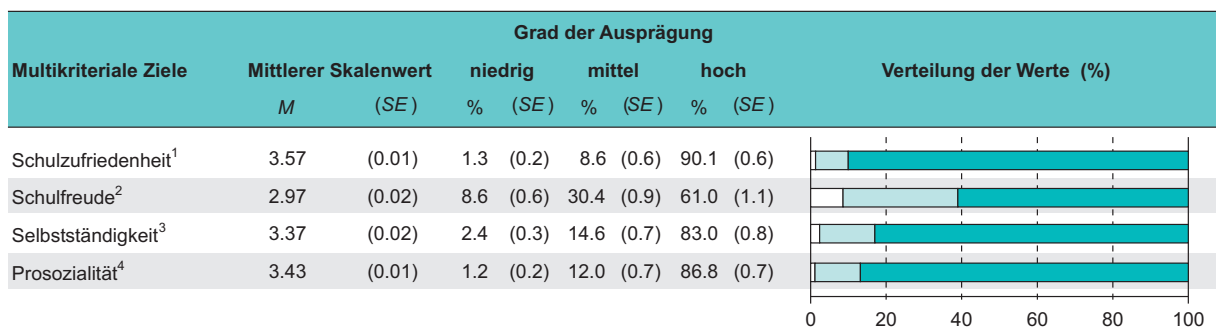 Grad der Ausprägung
Multikriteriale Ziele Mittlerer Skalenwert niedrig mittel hoch Verteilung der Werte (%)
M (SE) % (SE) % (SE) % (SE)
Schulzufriedenheit¹ 3.57 (0.01) 1.3 (0.2) 8.6 (0.6) 90.1 (0.6)
Schulfreude² 2.97 (0.02) 8.6 (0.6) 30.4 (0.9) 61.0 (1.1)
Selbstständigkeit³ 3.37 (0.02) 2.4 (0.3) 14.6 (0.7) 83.0 (0.8)
Prosozialität⁴ 3.43 (0.01) 1.2 (0.2) 12.0 (0.7) 86.8 (0.7)
0 20 40 60 80 100